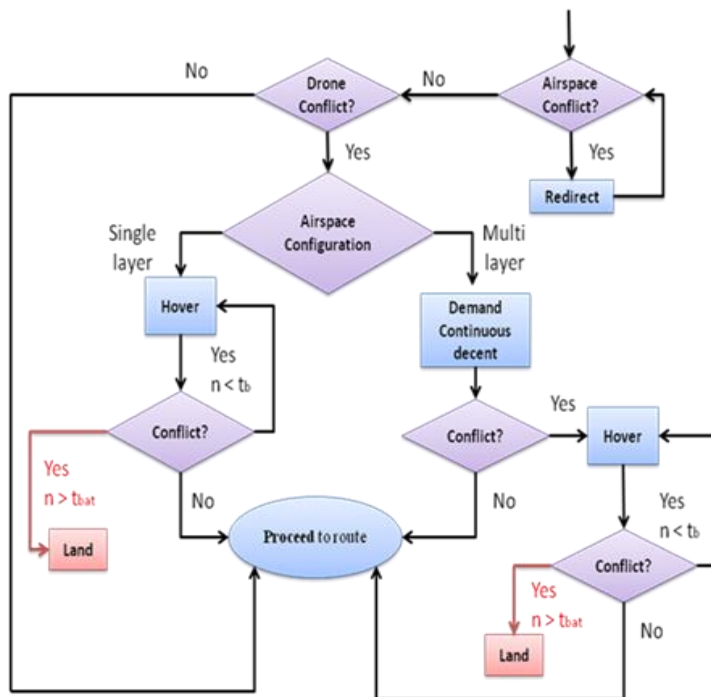 No
Drone
Conflict?
No
Airspace
Conflict?
Yes
Yes
Redirect
Airspace
Configuration
Single
layer
Multi
layer
Hover
Demand
Continuous
decent
Yes
n < tb
Conflict?
Conflict?
Yes
Hover
Yes
n > tbat
No
No
Yes
n < tb
Land
Proceed to route
Conflict?
Yes
n > tbat
No
Land